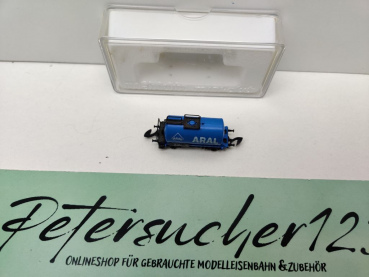 ARAL
Petersucher123
ONLINESHOP FÜR GEBRAUCHTE MODELLEISENBAHN & ZUBEHÖR